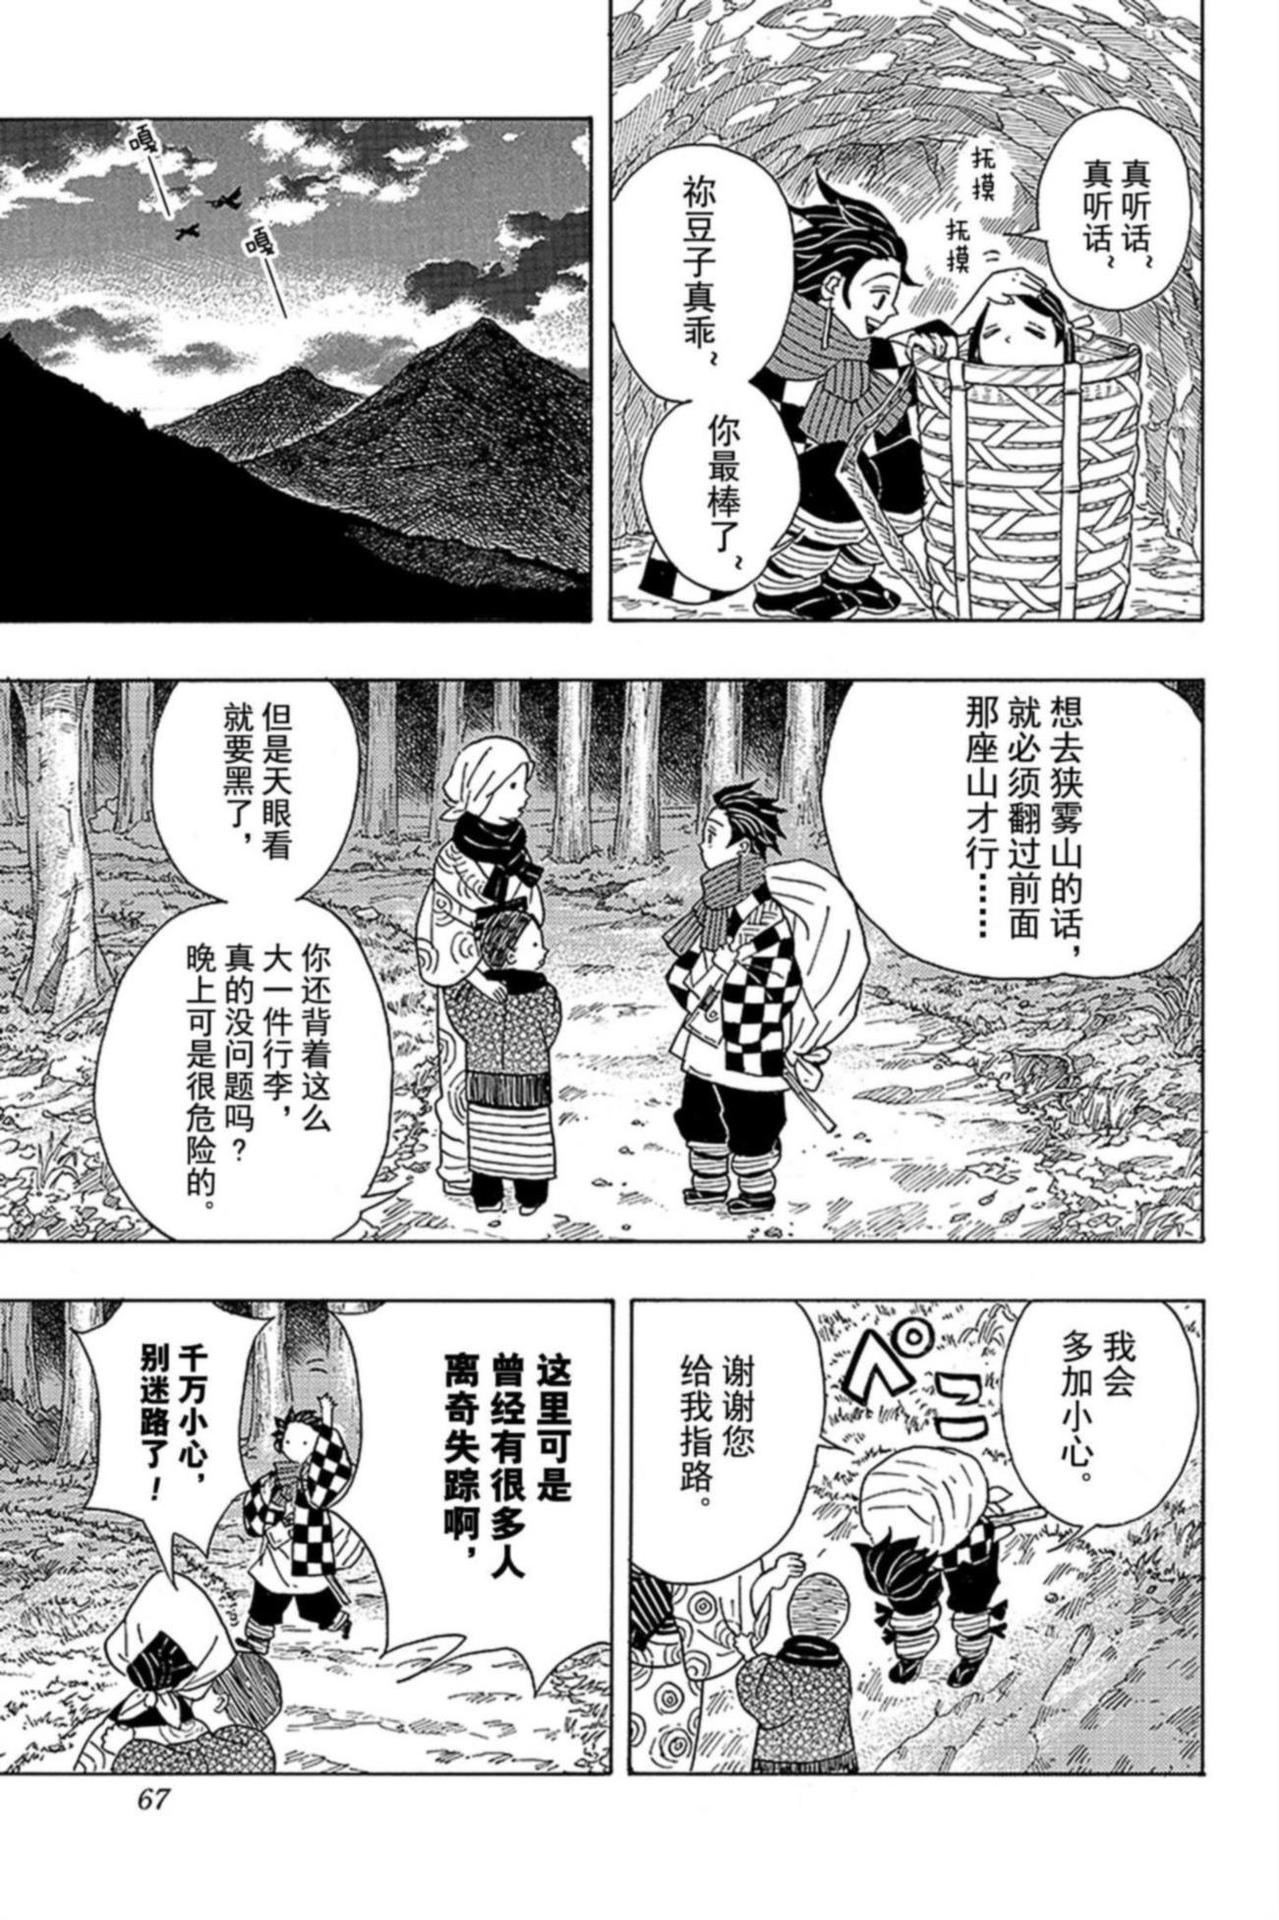 真听话~
真听话~
抚摸
抚摸
祢豆子真乖~
你最棒了~
嘎
嘎
想去狭雾山的话，
就必须翻过前面
那座山才行……
但是天眼看
就要黑了，
你还背着这么
大一件行李，
真的没问题吗？
晚上可是很危险的。
我会
多加小心。
ペコ
谢谢您
给我指路。
这里可是
曾经有很多人
离奇失踪啊，
千万小心，
别迷路了！
67